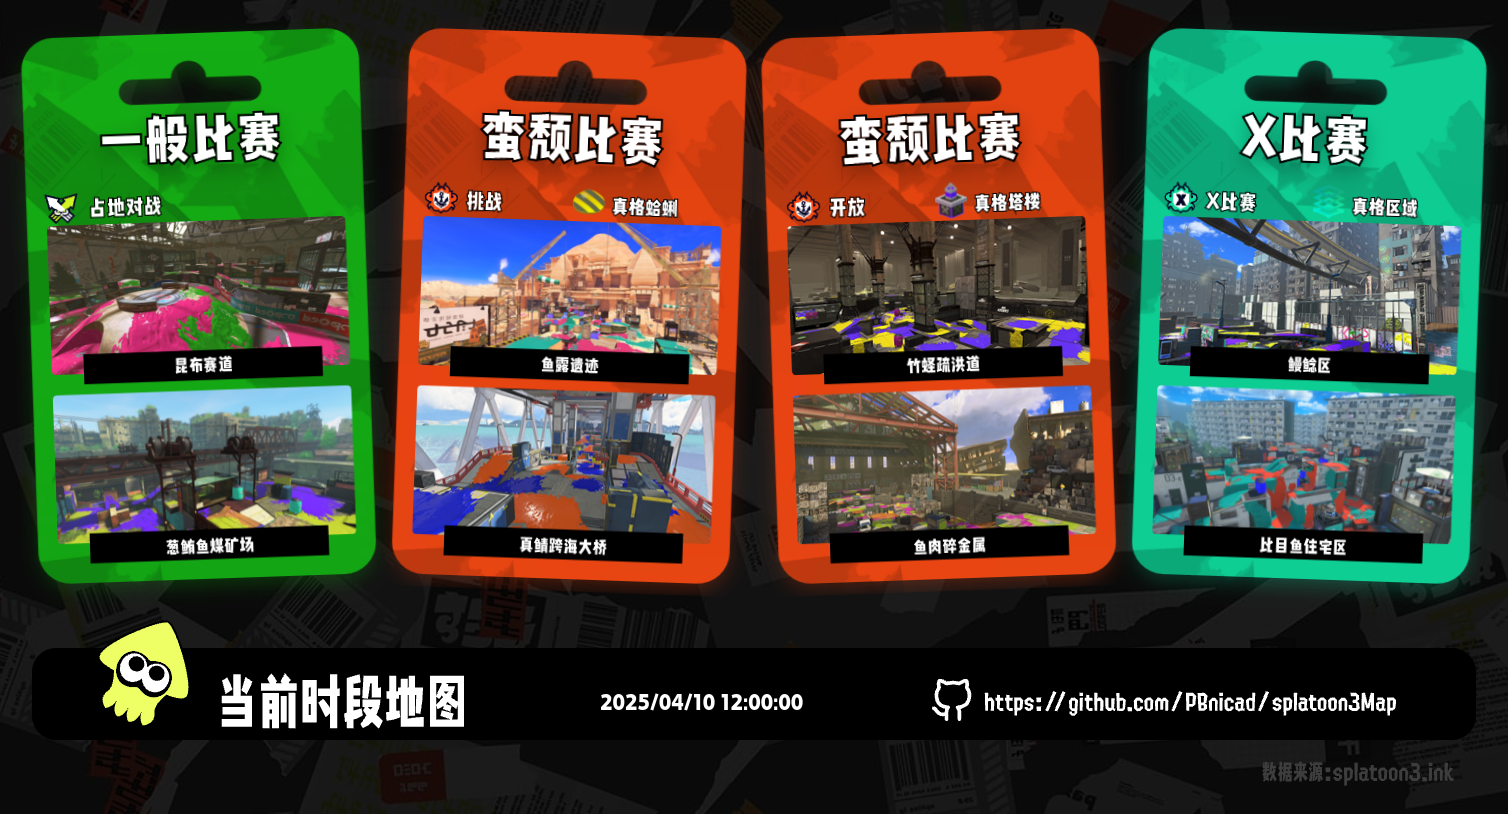 一般比赛
占地对战
昆布赛道
葱鲔鱼煤矿场
蛮颓比赛
挑战
真格蛤蜊
鱼露遗迹
真鲭跨海大桥
蛮颓比赛
开放
真格塔楼
竹蛏疏洪道
鱼肉碎金属
X比赛
X比赛
真格区域
鳗鲶区
比目鱼住宅区
当前时段地图
2025/04/10 12:00:00
https://github.com/PBnicad/splatoon3Map
数据来源:splatoon3.ink